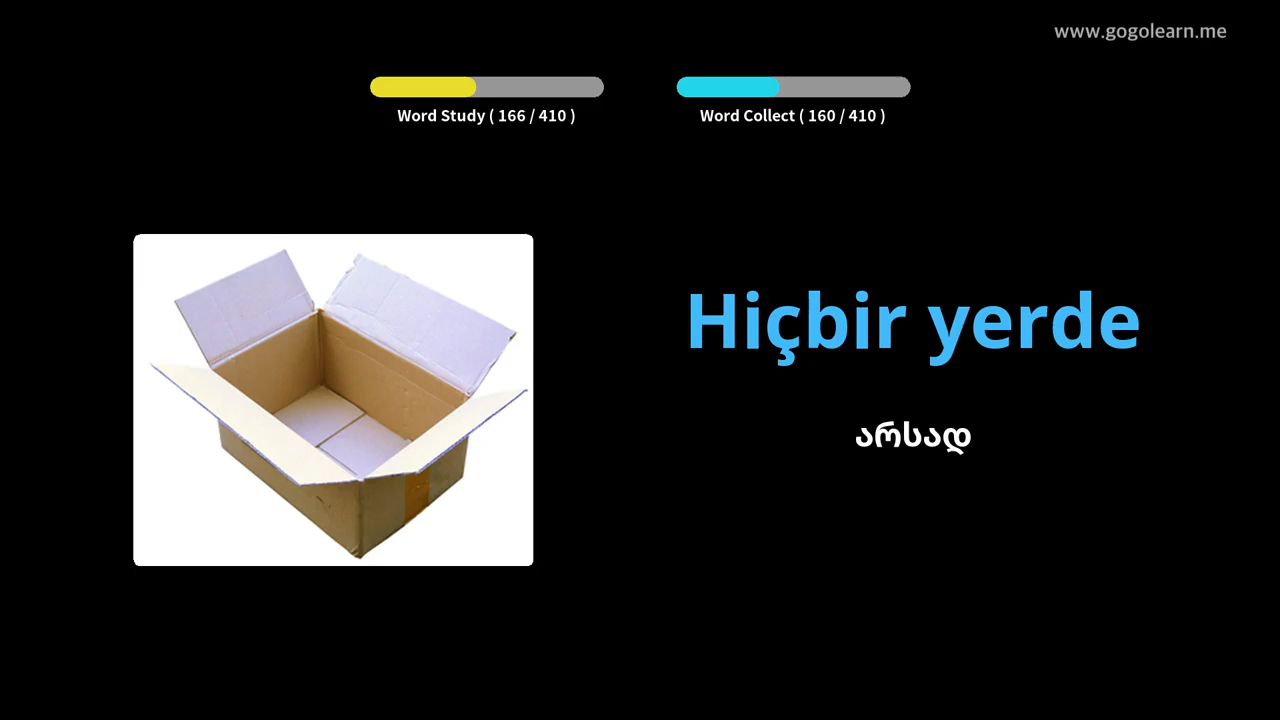 www.gogolearn.me
Word Study ( 166 / 410 )
Word Collect ( 160 / 410 )
Hiçbir yerde
არსად